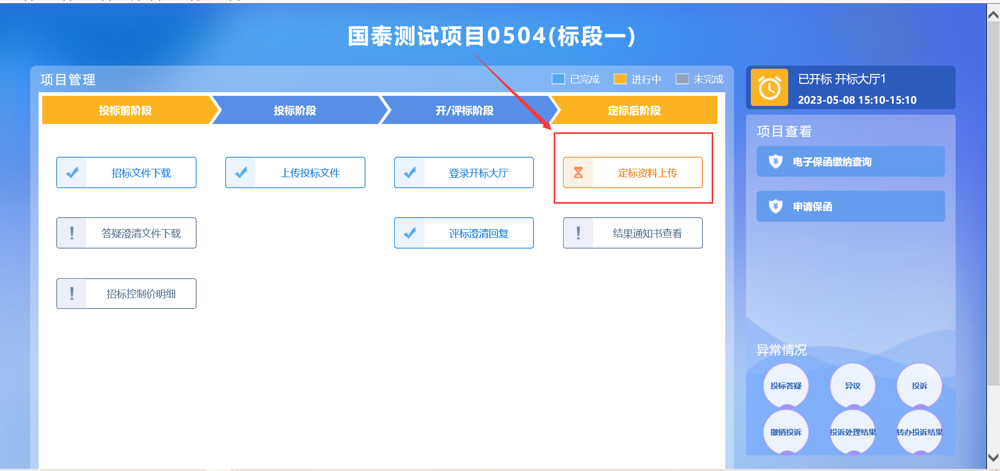 国泰测试项目0504(标段一)
项目管理
已完成 进行中 未完成
投标前阶段 投标阶段 开/评标阶段 定标后阶段
招标文件下载 上传投标文件 登录开标大厅 定标资料上传
答疑澄清文件下载 评标澄清回复 结果通知书查看
招标控制价明细
已开标 开标大厅1
2023-05-08 15:10-15:10
项目查看
电子保函缴纳查询
申请保函
异常情况
投标答疑 异议 投诉
撤销投诉 投诉处理结果 转办投诉结果